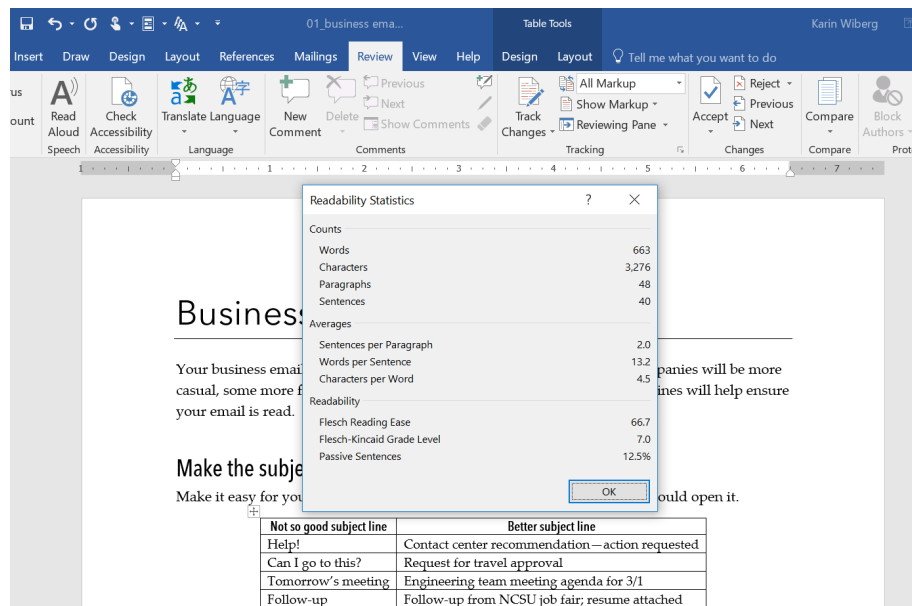 01_business ema...
Table Tools
Karin Wiberg
Insert Draw Design Layout References Mailings Review View Help Design Layout Tell me what you want to do
Read Aloud
Check Accessibility
Translate
Language
New Comment
Delete
Previous
Next
Show Comments
Track Changes
All Markup
Show Markup
Reviewing Pane
Accept
Reject
Previous
Next
Compare
Block Authors
Speech Accessibility Language Comments Tracking Changes Compare
1 1 2 3 4 5 6 7
Readability Statistics ?
Counts
Words 663
Characters 3,276
Paragraphs 48
Sentences 40
Averages
Sentences per Paragraph 2.0
Words per Sentence 13.2
Characters per Word 4.5
Readability
Flesch Reading Ease 66.7
Flesch-Kincaid Grade Level 7.0
Passive Sentences 12.5%
OK
Business
Your business emai panies will be more
casual, some more f ines will help ensure
your email is read.
Make the subje
Make it easy for you ould open it.
Not so good subject line Better subject line
Help! Contact center recommendation—action requested
Can I go to this? Request for travel approval
Tomorrow's meeting Engineering team meeting agenda for 3/1
Follow-up Follow-up from NCSU job fair; resume attached